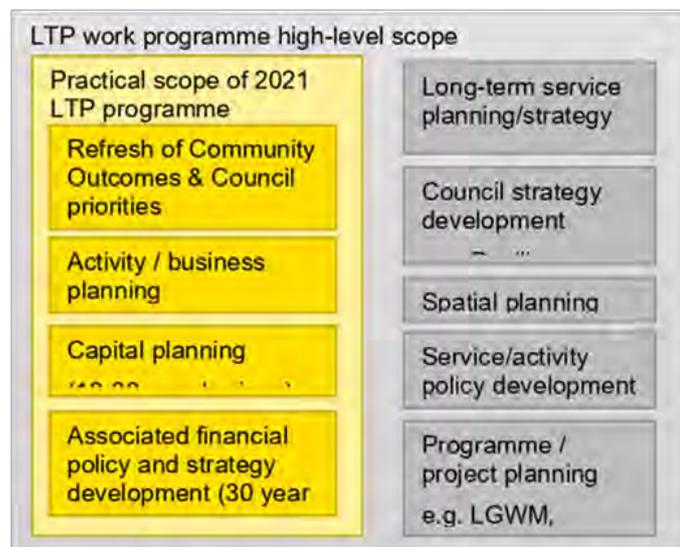 LTP work programme high-level scope
Practical scope of 2021
LTP programme
Refresh of Community
Outcomes & Council
priorities
Activity / business
planning
Capital planning
Associated financial
policy and strategy
development (30 year
Long-term service
planning/strategy
Council strategy
development
Spatial planning
Service/activity
policy development
Programme /
project planning
e.g. LGWM,